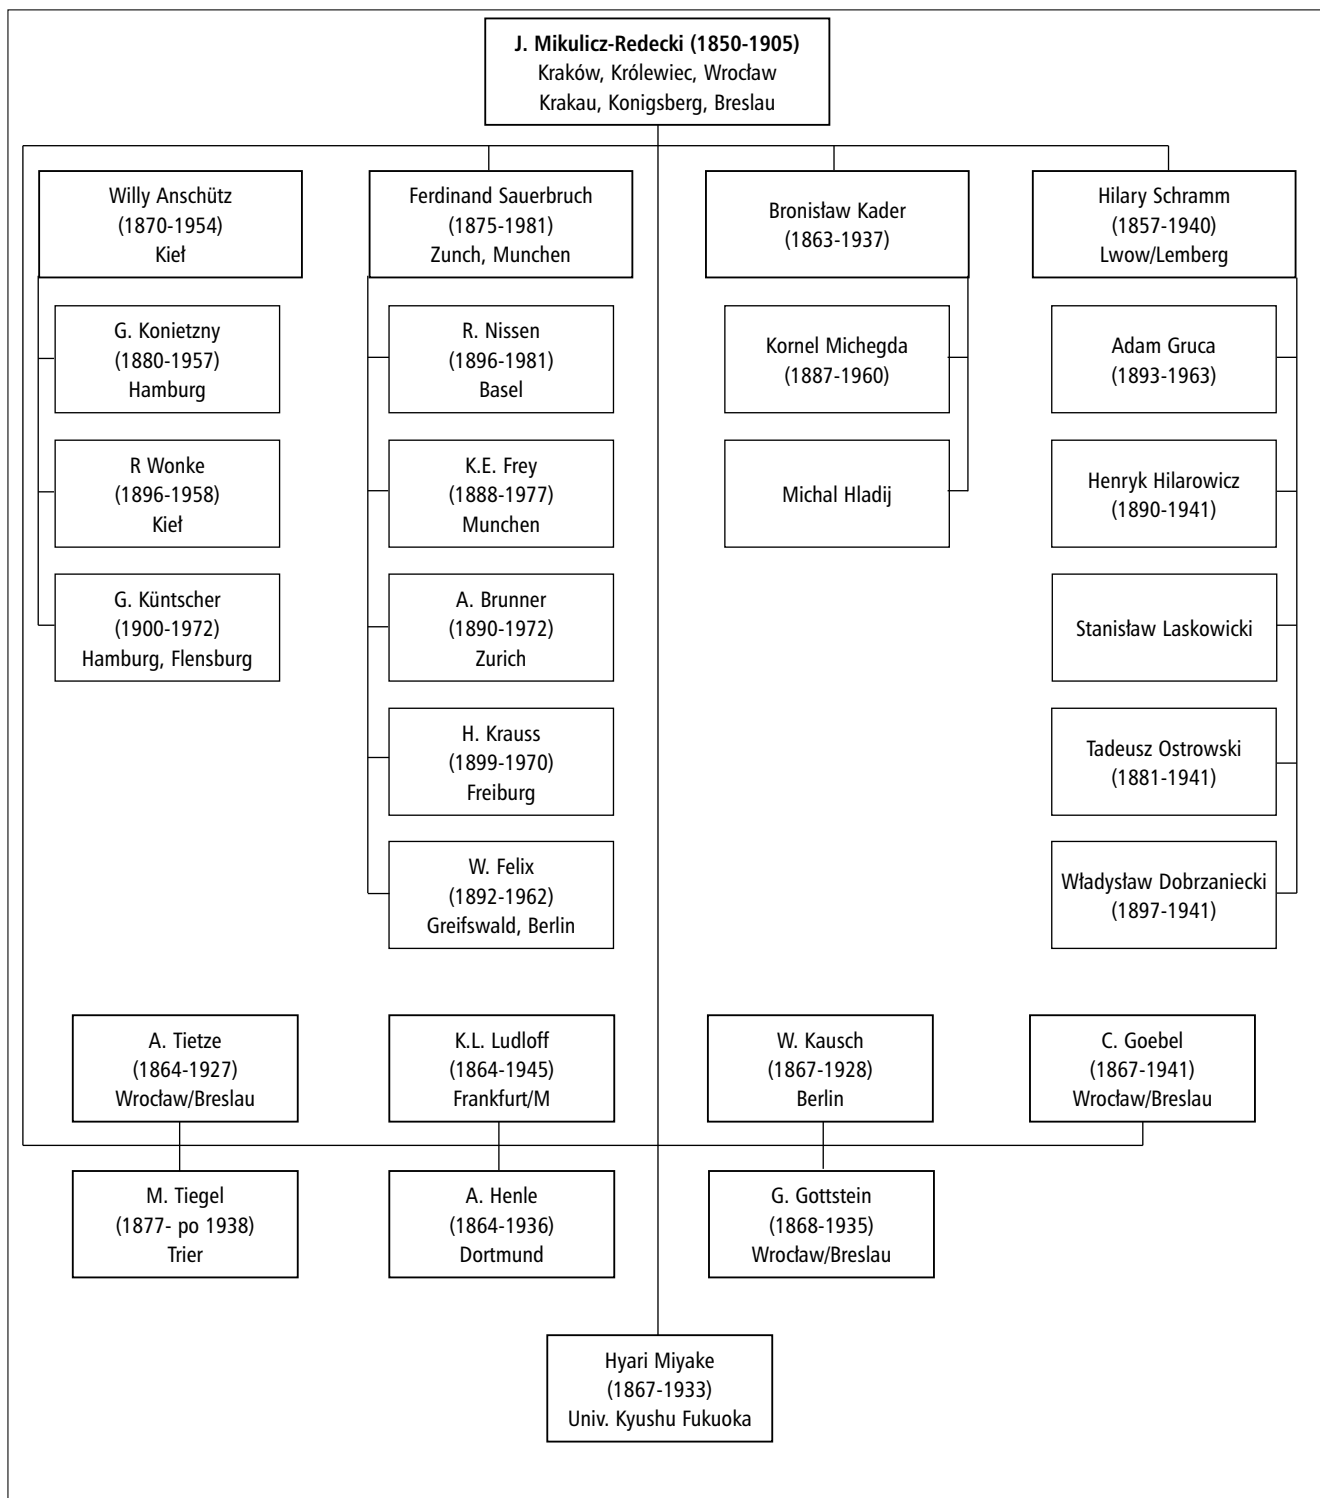 J. Mikulicz-Redecki (1850-1905)
Kraków, Królewiec, Wrocław
Krakau, Konigsberg, Breslau
Willy Anschütz
(1870-1954)
Kieł
Ferdinand Sauerbruch
(1875-1981)
Zunch, Munchen
Bronisław Kader
(1863-1937)
Hilary Schramm
(1857-1940)
Lwow/Lemberg
G. Konietzny
(1880-1957)
Hamburg
R. Nissen
(1896-1981)
Basel
Kornel Michegda
(1887-1960)
Adam Gruca
(1893-1963)
R Wonke
(1896-1958)
Kieł
K.E. Frey
(1888-1977)
Munchen
Michal Hladij
Henryk Hilarowicz
(1890-1941)
G. Küntscher
(1900-1972)
Hamburg, Flensburg
A. Brunner
(1890-1972)
Zurich
Stanisław Laskowicki
H. Krauss
(1899-1970)
Freiburg
Tadeusz Ostrowski
(1881-1941)
W. Felix
(1892-1962)
Greifswald, Berlin
Władysław Dobrzaniecki
(1897-1941)
A. Tietze
(1864-1927)
Wrocław/Breslau
K.L. Ludloff
(1864-1945)
Frankfurt/M
W. Kausch
(1867-1928)
Berlin
C. Goebel
(1867-1941)
Wrocław/Breslau
M. Tiegel
(1877- po 1938)
Trier
A. Henle
(1864-1936)
Dortmund
G. Gottstein
(1868-1935)
Wrocław/Breslau
Hyari Miyake
(1867-1933)
Univ. Kyushu Fukuoka